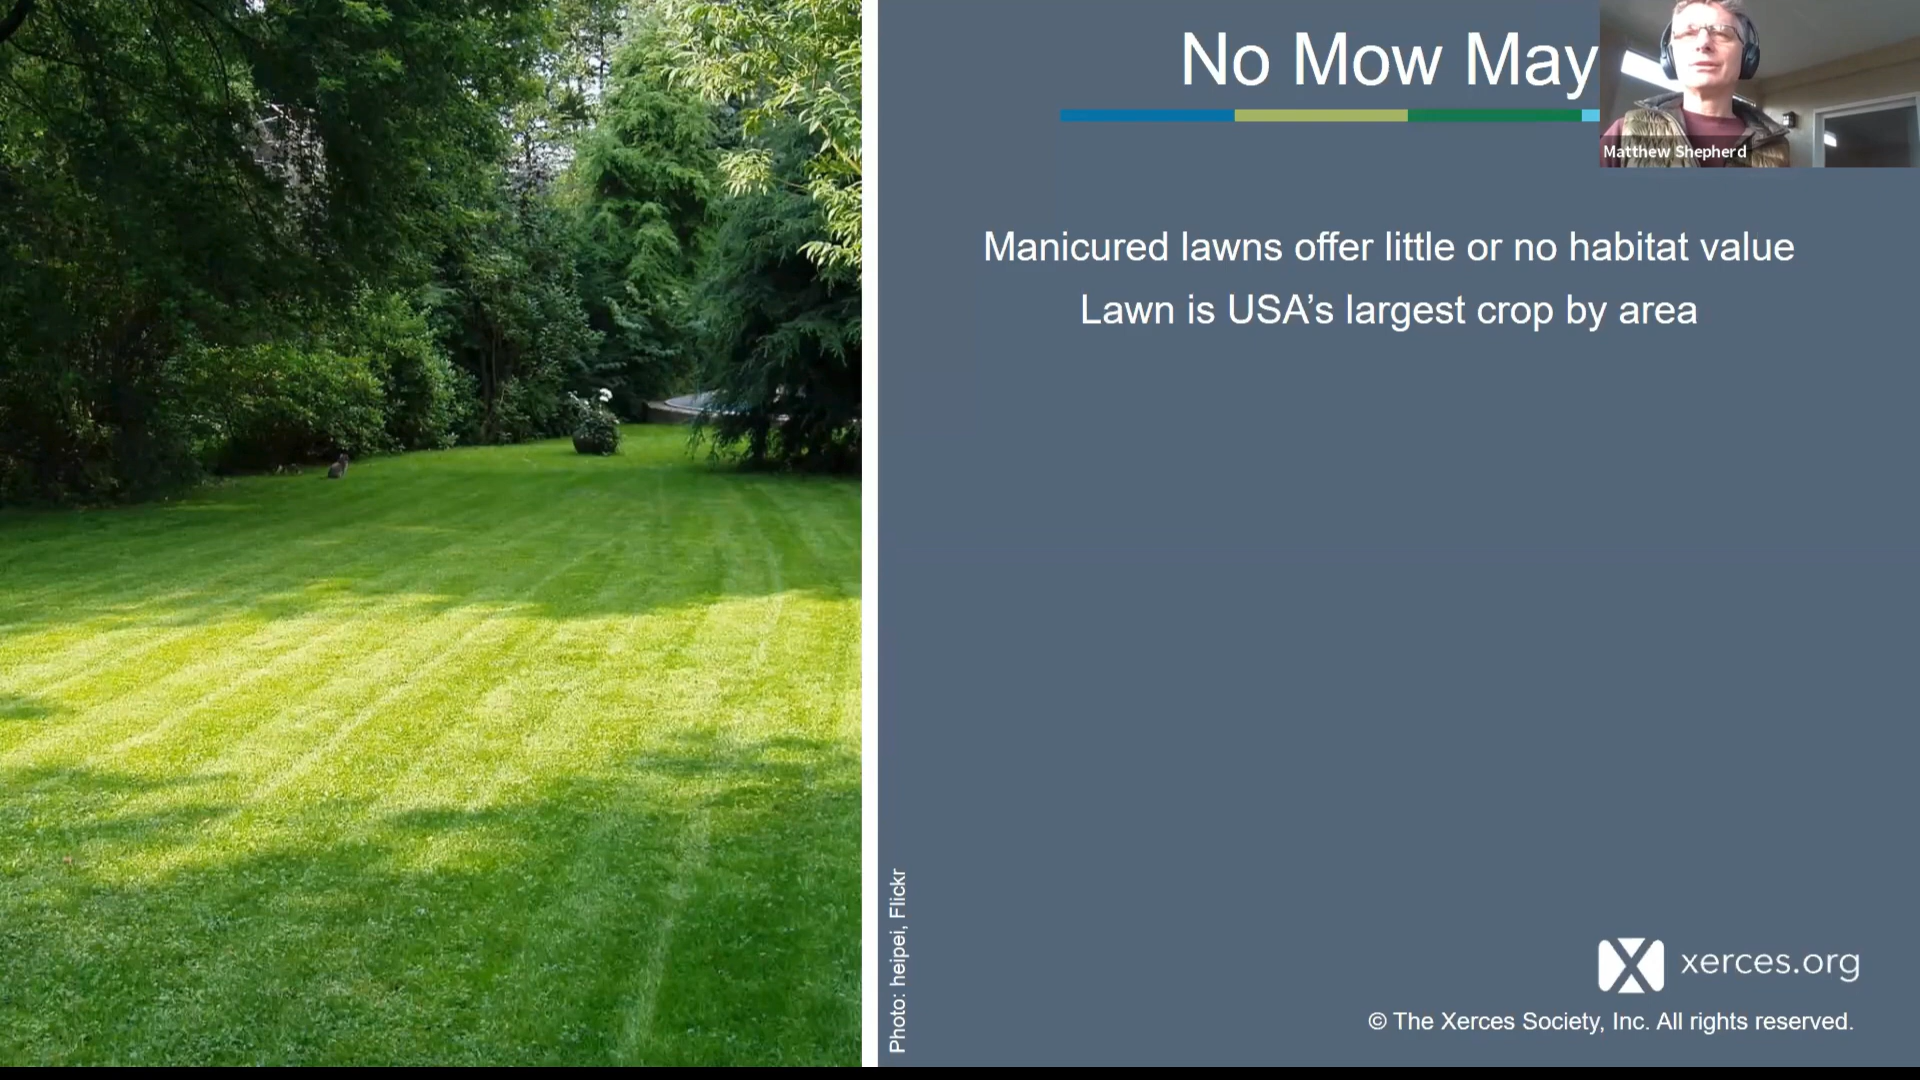 No Mow May
Matthew Shepherd
Manicured lawns offer little or no habitat value
Lawn is USA’s largest crop by area
Photo: heipei, Flickr
xerces.org
© The Xerces Society, Inc. All rights reserved.